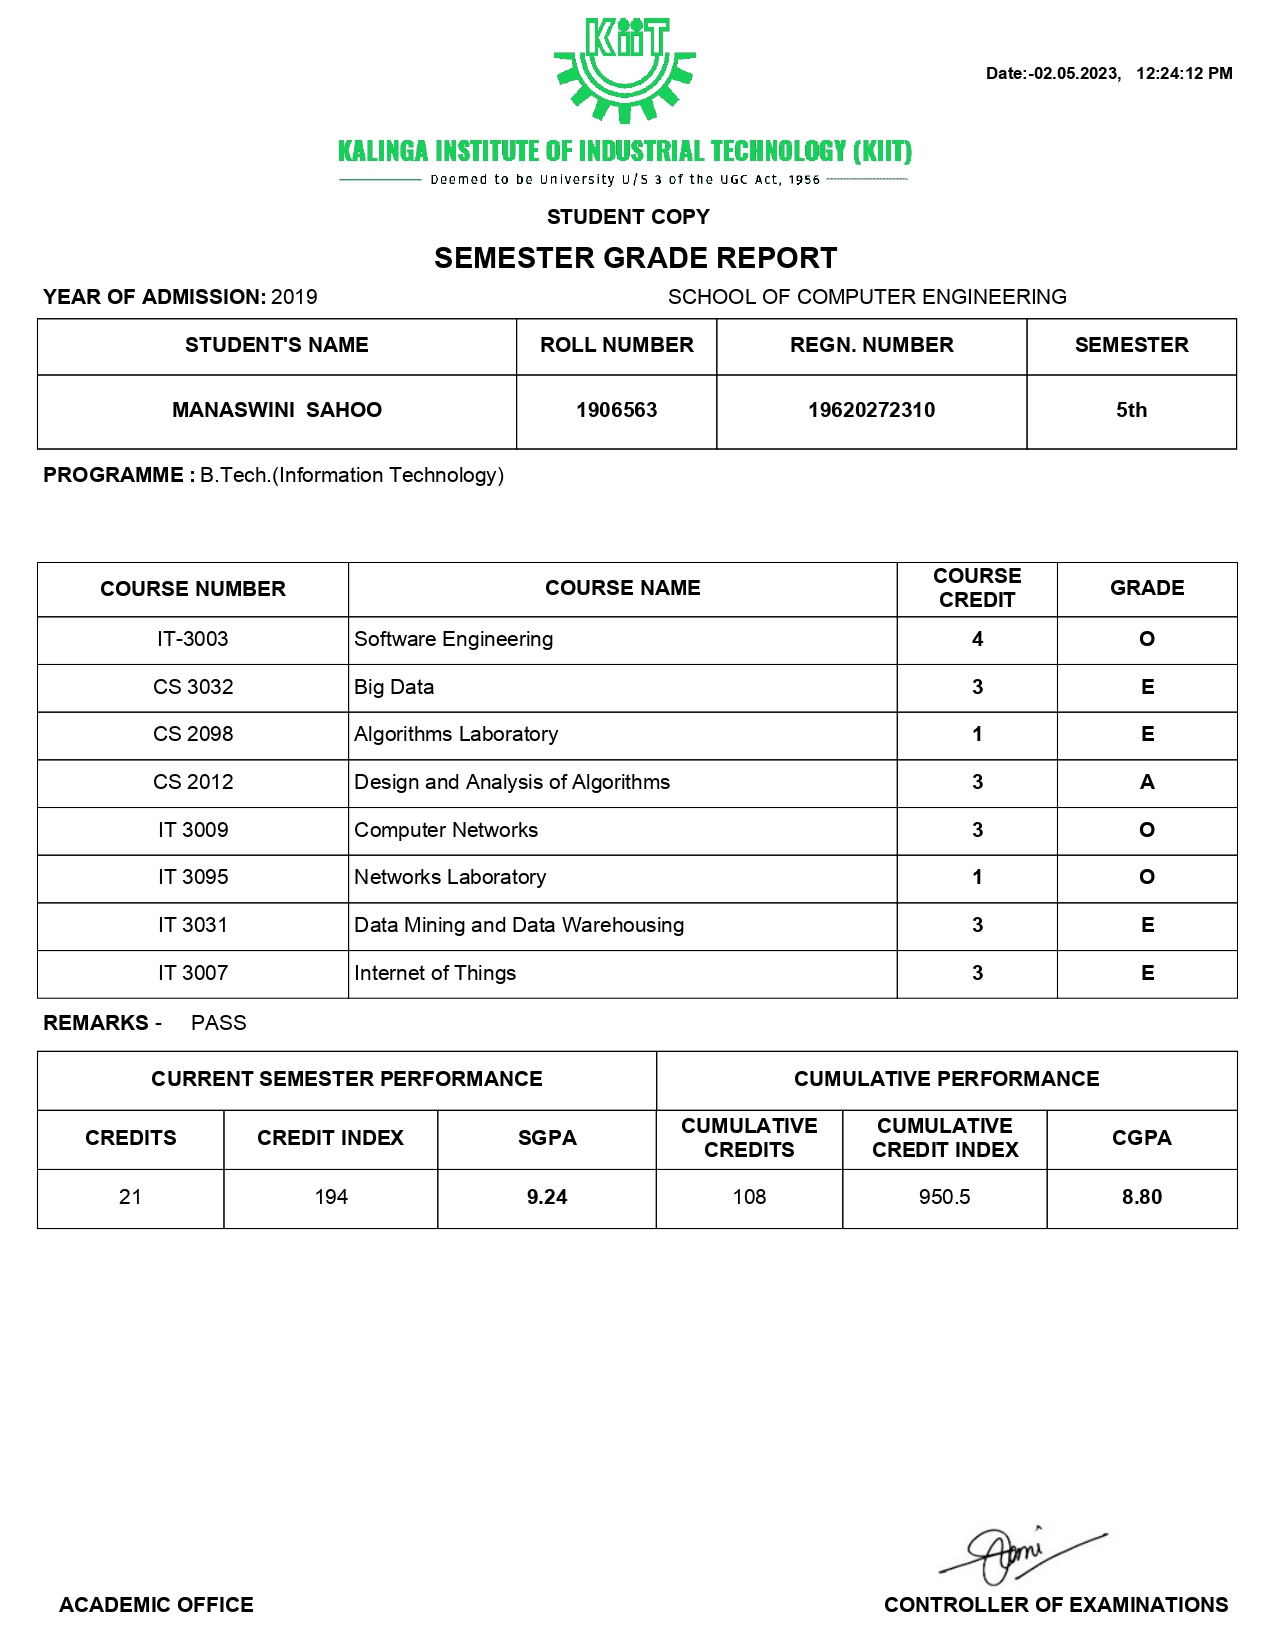 KiiT
Date:-02.05.2023, 12:24:12 PM
KALINGA INSTITUTE OF INDUSTRIAL TECHNOLOGY (KIIT)
Deemed to be University U/S 3 of the UGC Act, 1956
STUDENT COPY
SEMESTER GRADE REPORT
YEAR OF ADMISSION: 2019 SCHOOL OF COMPUTER ENGINEERING
STUDENT'S NAME ROLL NUMBER REGN. NUMBER SEMESTER
MANASWINI SAHOO 1906563 19620272310 5th
PROGRAMME : B.Tech.(Information Technology)
COURSE NUMBER COURSE NAME COURSE CREDIT GRADE
IT-3003 Software Engineering 4 O
CS 3032 Big Data 3 E
CS 2098 Algorithms Laboratory 1 E
CS 2012 Design and Analysis of Algorithms 3 A
IT 3009 Computer Networks 3 O
IT 3095 Networks Laboratory 1 O
IT 3031 Data Mining and Data Warehousing 3 E
IT 3007 Internet of Things 3 E
REMARKS - PASS
CURRENT SEMESTER PERFORMANCE CUMULATIVE PERFORMANCE
CREDITS CREDIT INDEX SGPA CUMULATIVE CREDITS CUMULATIVE CREDIT INDEX CGPA
21 194 9.24 108 950.5 8.80
ACADEMIC OFFICE CONTROLLER OF EXAMINATIONS